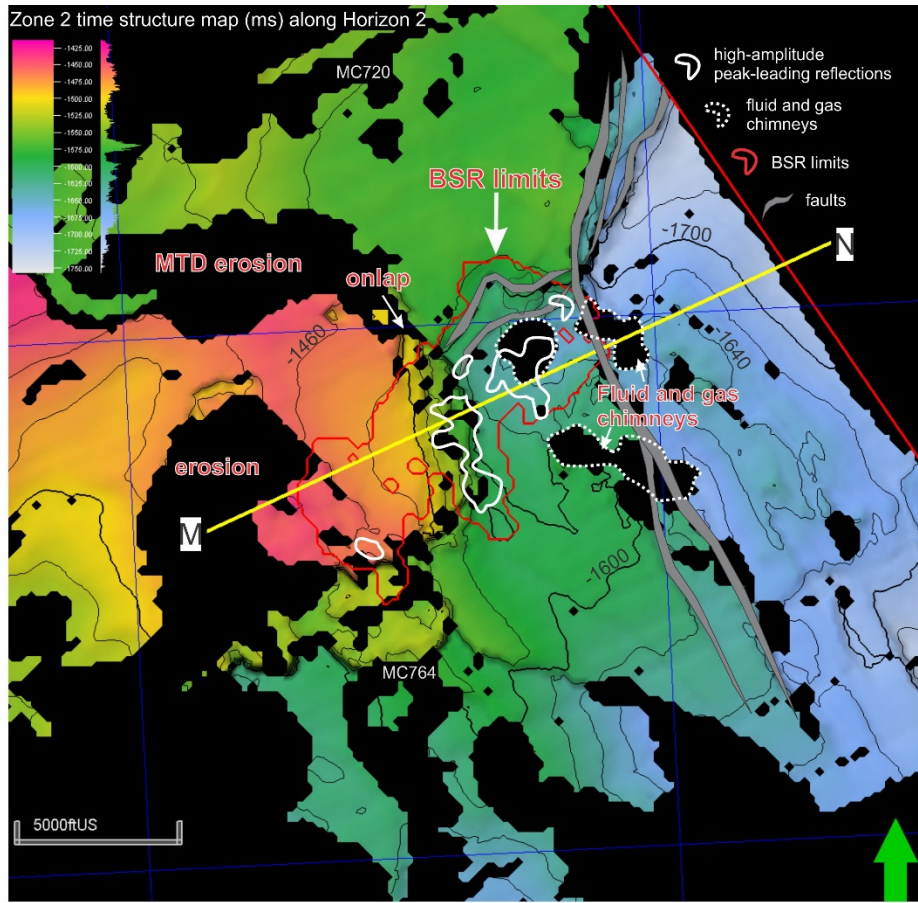 Zone 2 time structure map (ms) along Horizon 2
-1425.00
-1450.00
-1475.00
-1500.00
-1525.00
-1550.00
-1575.00
-1600.00
-1625.00
-1650.00
-1675.00
-1700.00
-1725.00
-1750.00
MC720
high-amplitude
peak-leading reflections
fluid and gas
chimneys
BSR limits
faults
BSR limits
-1700
N
MTD erosion
onlap
-1460
-1640
Fluid and gas
chimneys
erosion
M
-1600
MC764
5000ftUS